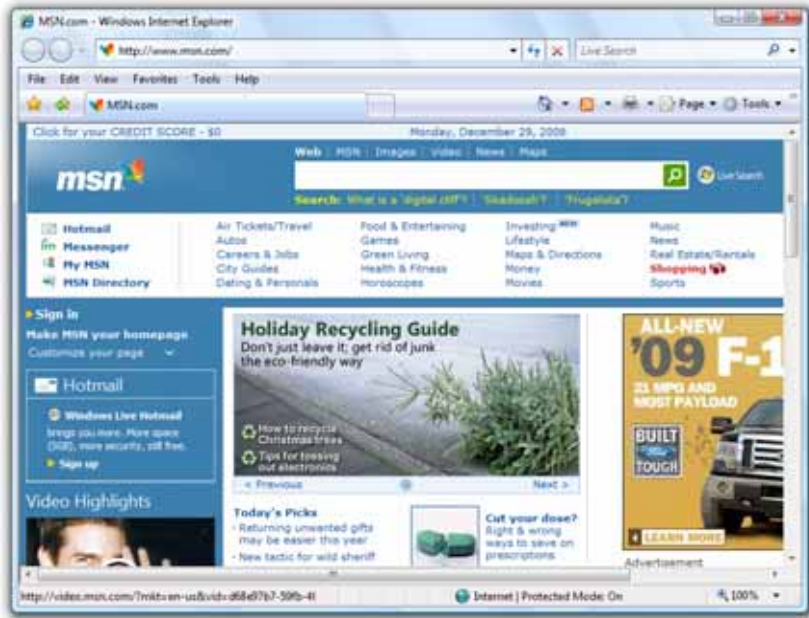 MSN.com - Windows Internet Explorer
http://www.msn.com/
Live Search
File Edit View Favorites Tools Help
MSN.com
Page Tools
Click for your CREDIT SCORE - $0
Monday, December 29, 2008
Web MSN Images Video News Maps
msn
Live Search
Search: What is a 'digital cliff'?
Hotmail
Messenger
My MSN
MSN Directory
Air Tickets/Travel
Autos
Careers & Jobs
City Guides
Dating & Personals
Food & Entertaining
Games
Green Living
Health & Fitness
Horoscopes
Investing NEW
Lifestyle
Maps & Directions
Money
Movies
Music
News
Real Estate/Rentals
Shopping
Sports
Sign in
Make MSN your homepage
Customize your page
Hotmail
Windows Live Hotmail
brings you more. More space
(5GB), more security, still free.
Sign up
Video Highlights
Holiday Recycling Guide
Don't just leave it; get rid of junk
the eco-friendly way
How to recycle
Christmas trees
Tips for tossing
out electronics
< Previous
Next >
Today's Picks
- Returning unwanted gifts
may be easier this year
- New tactic for wild sheriff
Cut your dose?
Right & wrong
ways to save on
prescriptions
ALL-NEW
'09 F-1
21 MPG AND
MOST PAYLOAD
BUILT
Ford
TOUGH
LEARN MORE
Advertisement
Internet | Protected Mode: On
100%